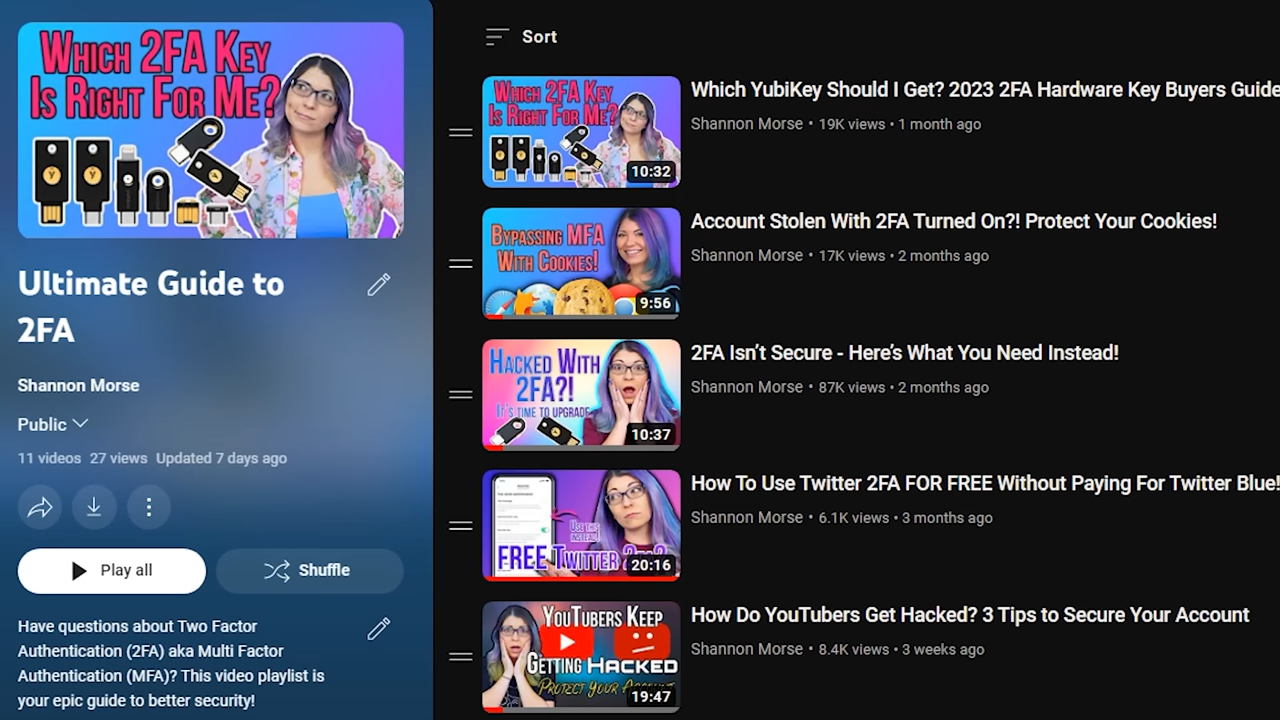 WHICH 2FA KEY
IS RIGHT FOR ME?
Ultimate Guide to
2FA
Shannon Morse
Public
11 videos 27 views Updated 7 days ago
Play all
Shuffle
Have questions about Two Factor
Authentication (2FA) aka Multi Factor
Authentication (MFA)? This video playlist is
your epic guide to better security!
Sort
WHICH 2FA KEY
IS RIGHT FOR ME?
10:32
Which YubiKey Should I Get? 2023 2FA Hardware Key Buyers Guide
Shannon Morse • 19K views • 1 month ago
BYPASSING MFA
WITH COOKIES!
9:56
Account Stolen With 2FA Turned On?! Protect Your Cookies!
Shannon Morse • 17K views • 2 months ago
HACKED WITH
2FA?!
IT'S TIME TO UPGRADE
10:37
2FA Isn't Secure - Here's What You Need Instead!
Shannon Morse • 87K views • 2 months ago
USE THIS
INSTEAD!
FREE TWITTER 2FA?
20:16
How To Use Twitter 2FA FOR FREE Without Paying For Twitter Blue!
Shannon Morse • 6.1K views • 3 months ago
YOUTUBERS KEEP
GETTING HACKED
PROTECT YOUR ACCOUNT
19:47
How Do YouTubers Get Hacked? 3 Tips to Secure Your Account
Shannon Morse • 8.4K views • 3 weeks ago